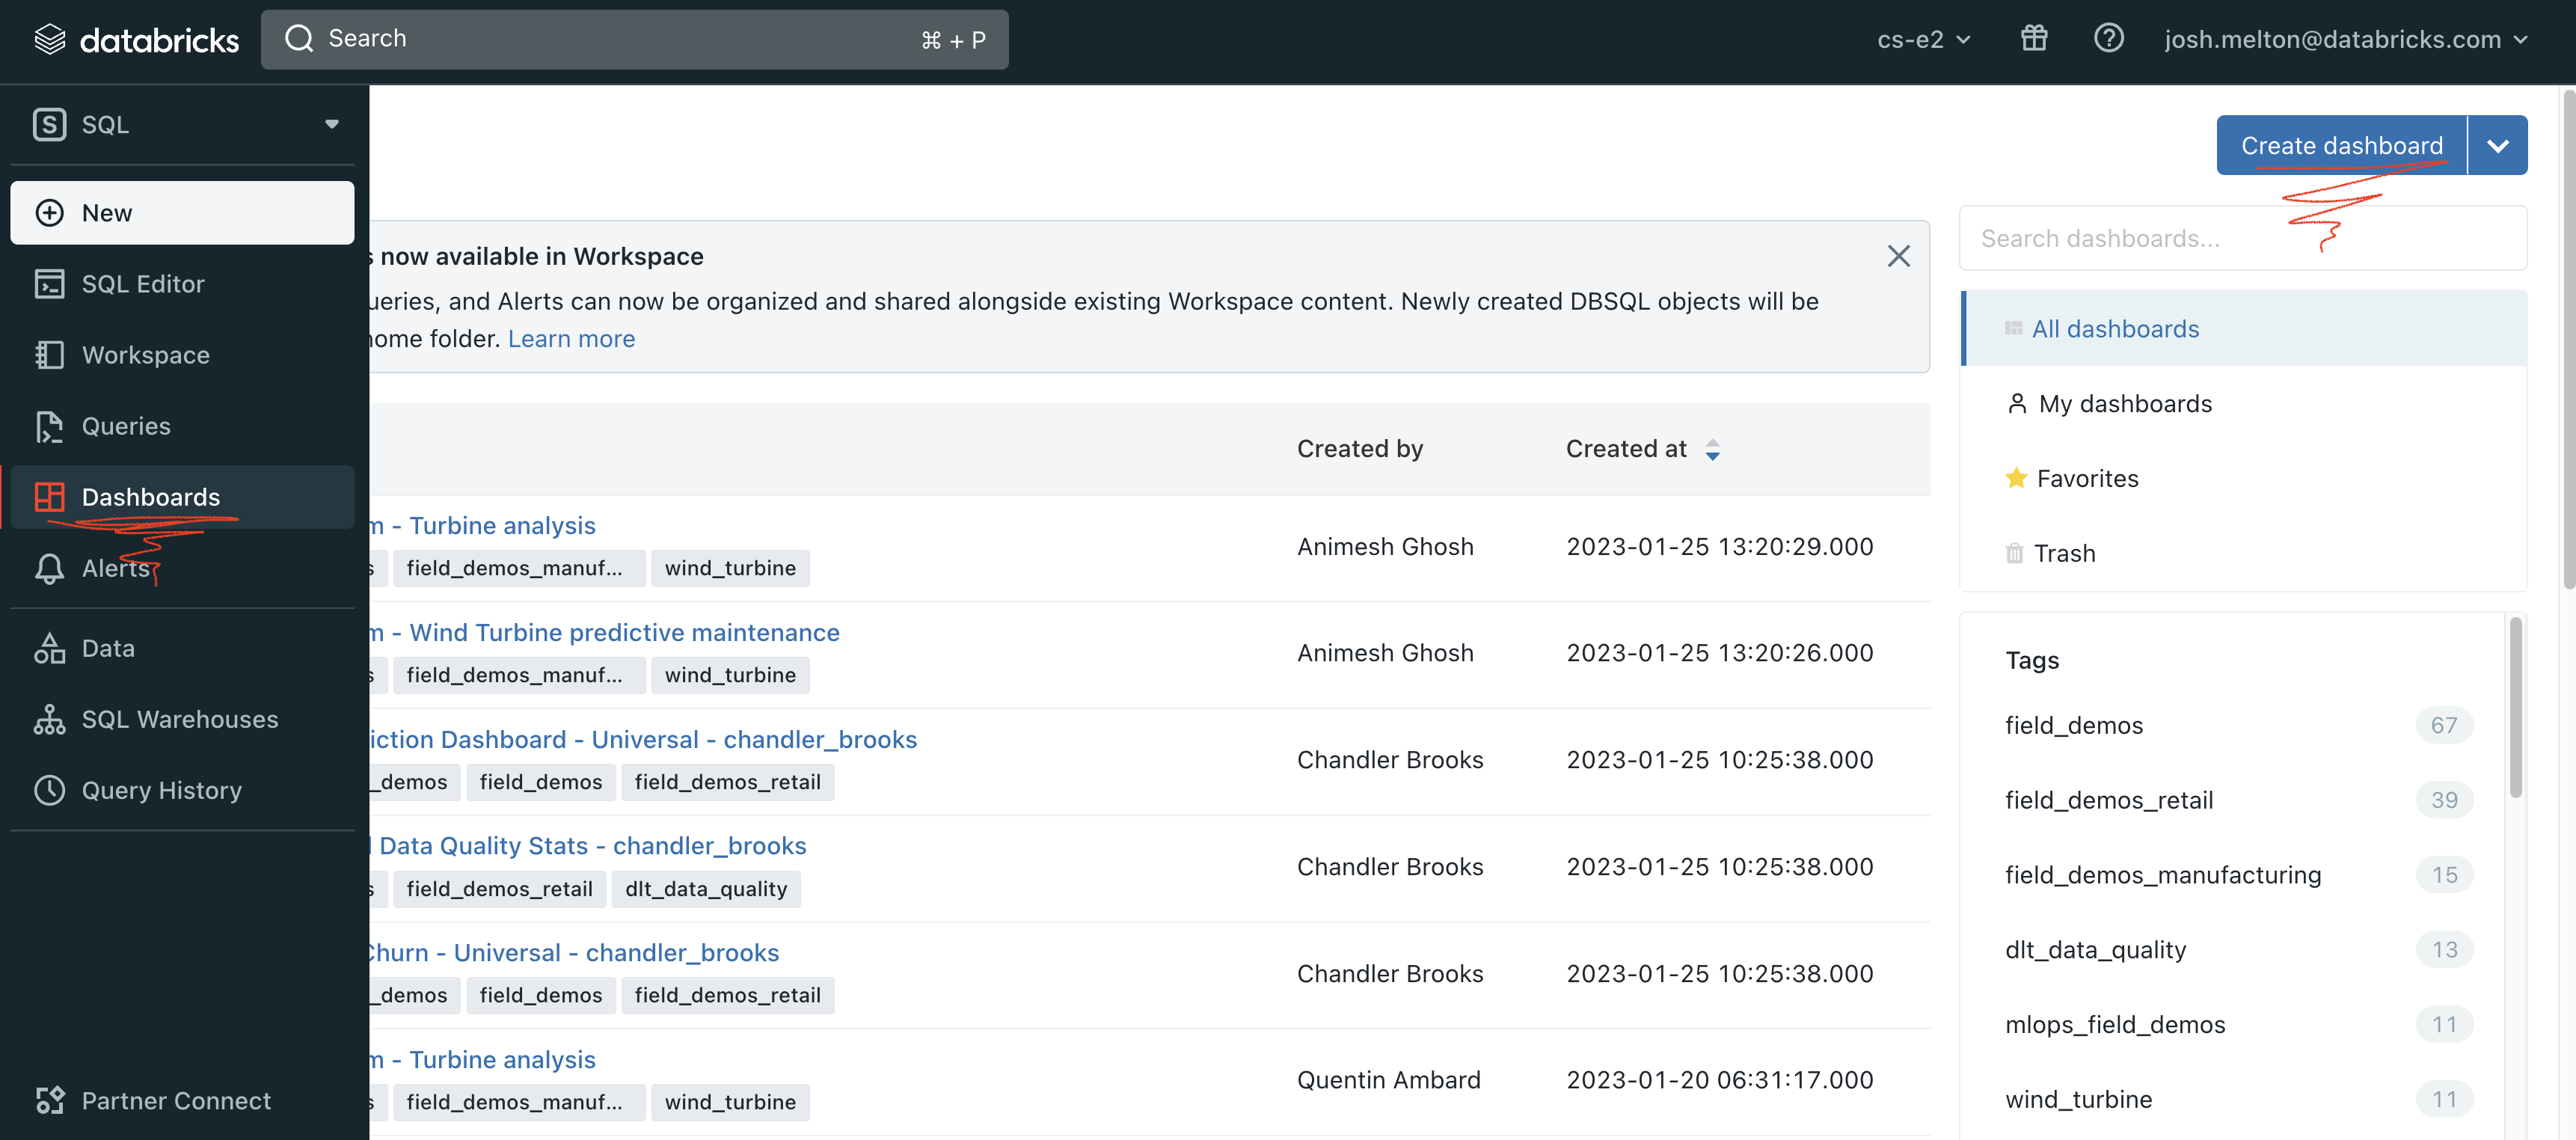 databricks
Search
⌘ + P
cs-e2
josh.melton@databricks.com
SQL
New
SQL Editor
Workspace
Queries
Dashboards
Alerts
Data
SQL Warehouses
Query History
Partner Connect
Create dashboard
now available in Workspace
ueries, and Alerts can now be organized and shared alongside existing Workspace content. Newly created DBSQL objects will be
home folder. Learn more
Created by
Created at
m - Turbine analysis
s
field_demos_manuf...
wind_turbine
Animesh Ghosh
2023-01-25 13:20:29.000
m - Wind Turbine predictive maintenance
s
field_demos_manuf...
wind_turbine
Animesh Ghosh
2023-01-25 13:20:26.000
iction Dashboard - Universal - chandler_brooks
_demos
field_demos
field_demos_retail
Chandler Brooks
2023-01-25 10:25:38.000
Data Quality Stats - chandler_brooks
s
field_demos_retail
dlt_data_quality
Chandler Brooks
2023-01-25 10:25:38.000
Churn - Universal - chandler_brooks
_demos
field_demos
field_demos_retail
Chandler Brooks
2023-01-25 10:25:38.000
m - Turbine analysis
s
field_demos_manuf...
wind_turbine
Quentin Ambard
2023-01-20 06:31:17.000
Search dashboards...
All dashboards
My dashboards
Favorites
Trash
Tags
field_demos 67
field_demos_retail 39
field_demos_manufacturing 15
dlt_data_quality 13
mlops_field_demos 11
wind_turbine 11